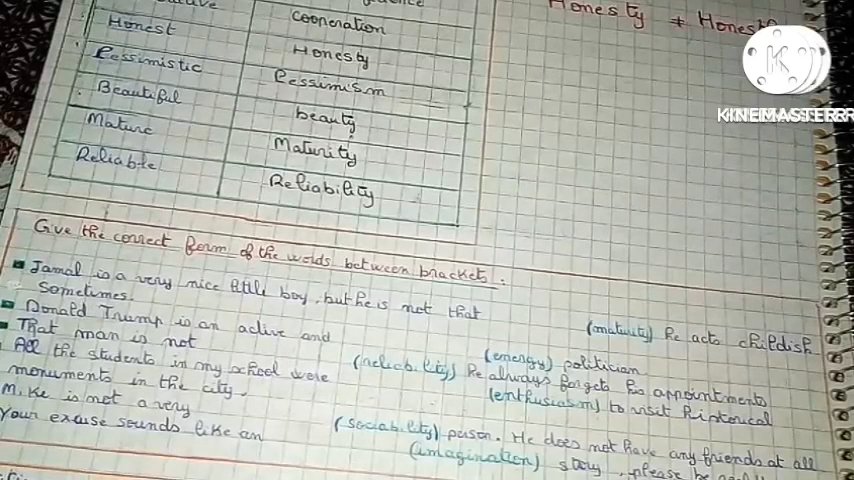 Cooperation
Honesty ≠ Honest
Honest
Honesty
KINEMASTER
Pessimistic
Pessimism
Beautiful
beauty
Mature
Maturity
Reliable
Reliability
Give the correct form of the words between brackets :
Jamal is a very nice little boy, but he is not that (maturity) He acts childish
Sometimes.
Donald Trump is an active and (energy) politician
That man is not (reliability) He always forgets his appointments
All the students in my school were (enthusiasm) to visit historical
monuments in the city.
Mike is not a very (sociability) person. He does not have any friends at all
Your excuse sounds like an (imagination) story, please be